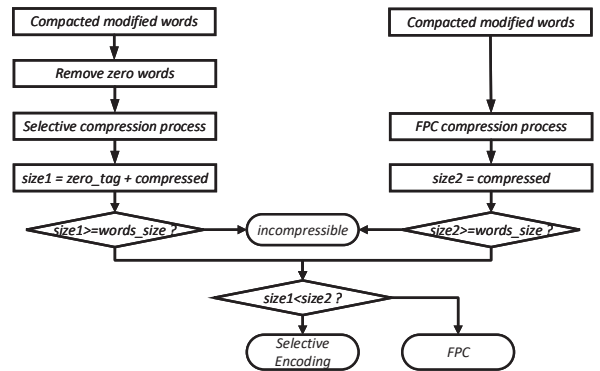 Compacted modified words
Compacted modified words
Remove zero words
Selective compression process
FPC compression process
size1 = zero_tag + compressed
size2 = compressed
size1>=words_size ?
incompressible
size2>=words_size ?
size1<size2 ?
Selective
Encoding
FPC